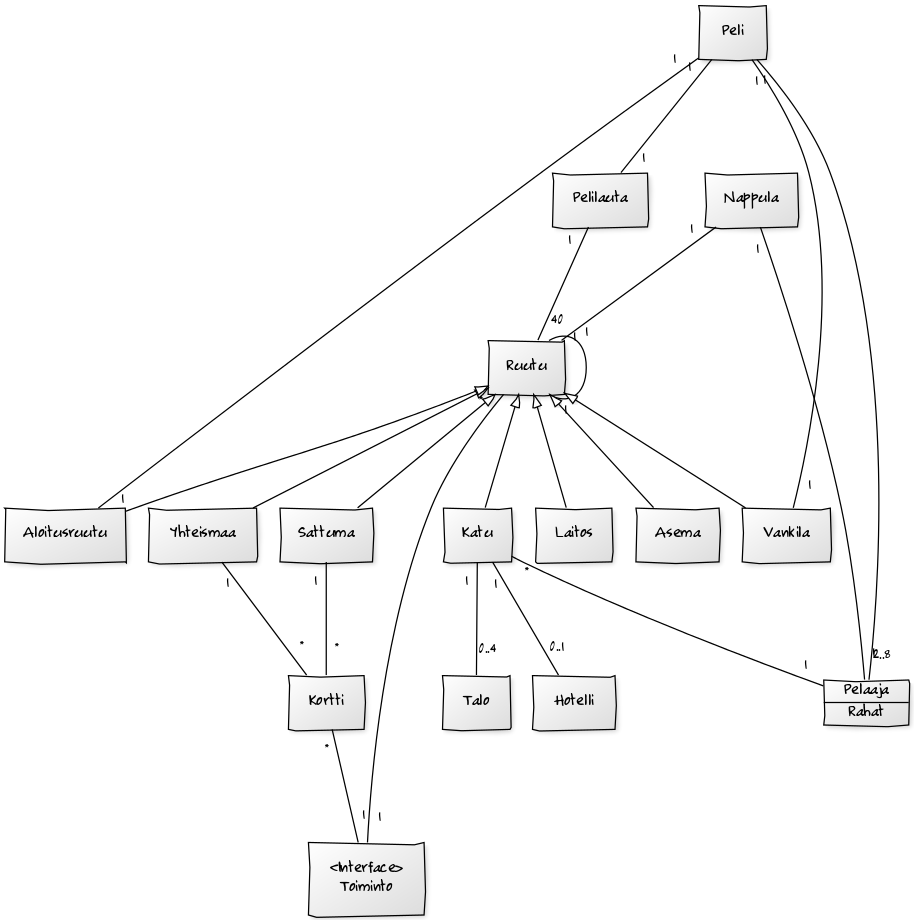 Peli
1
1
1 1
1
Pelilauta
Nappula
1
1
1
40
1
1
Ruutu
1
1
1
Aloitusruutu
Yhteismaa
Sattuma
Katu
Laitos
Asema
Vankila
1
1
1
1
*
*
*
0..4
0..1
1
2..8
Kortti
Talo
Hotelli
Pelaaja
Rahat
*
1
1
<Interface>
Toiminto